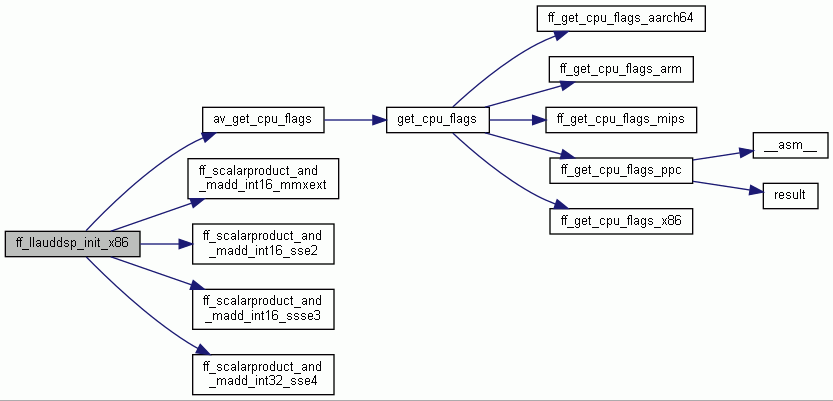 ff_llauddsp_init_x86
av_get_cpu_flags
ff_scalarproduct_and
_madd_int16_mmxext
ff_scalarproduct_and
_madd_int16_sse2
ff_scalarproduct_and
_madd_int16_ssse3
ff_scalarproduct_and
_madd_int32_sse4
get_cpu_flags
ff_get_cpu_flags_aarch64
ff_get_cpu_flags_arm
ff_get_cpu_flags_mips
ff_get_cpu_flags_ppc
ff_get_cpu_flags_x86
__asm__
result